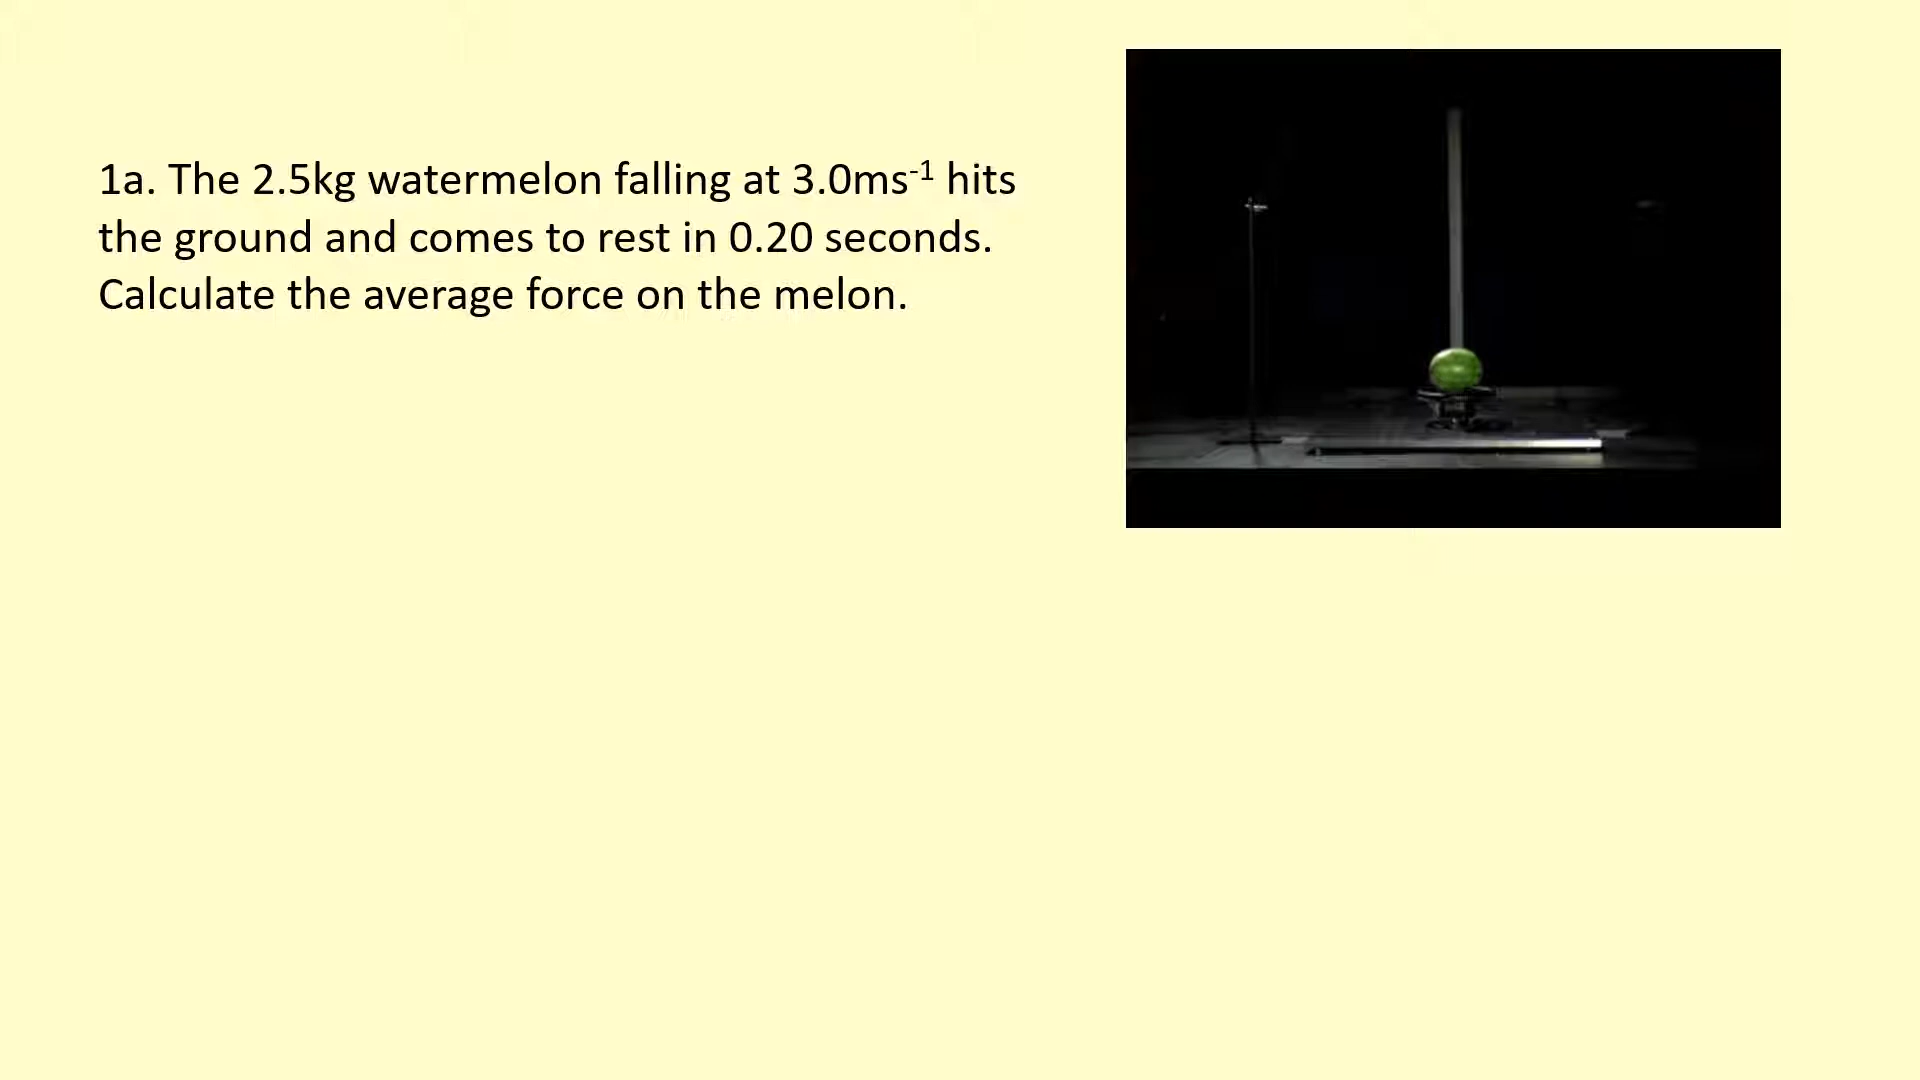 1a. The 2.5kg watermelon falling at 3.0ms⁻¹ hits
the ground and comes to rest in 0.20 seconds.
Calculate the average force on the melon.